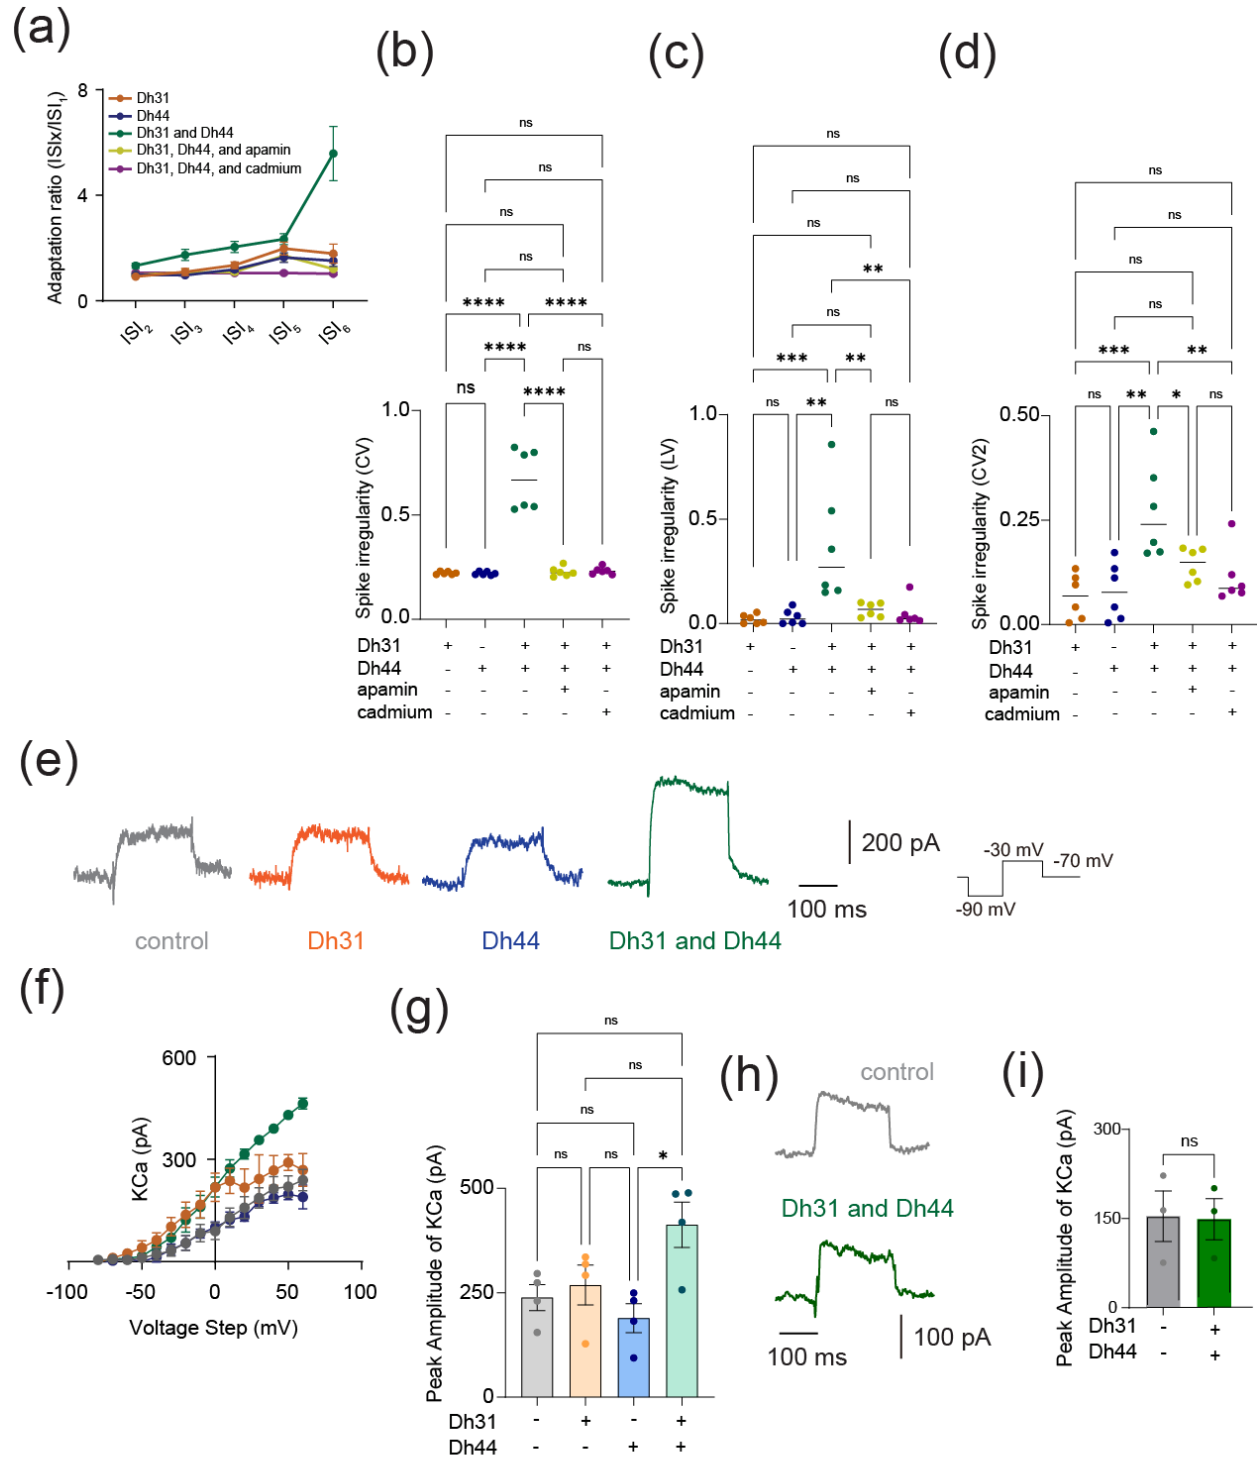 (a)
Adaptation ratio (ISIx/ISI1)
8
4
0
Dh31
Dh44
Dh31 and Dh44
Dh31, Dh44, and apamin
Dh31, Dh44, and cadmium
ISI2 ISI3 ISI4 ISI5 ISI6
(b)
ns
ns
ns
ns
**** ****
**** ns
ns ****
Spike irregularity (CV)
1.0
0.5
0.0
Dh31 + - + + +
Dh44 - + + + +
apamin - - - + -
cadmium - - - - +
(c)
ns
ns
ns
**
ns
*** **
ns ** ns
Spike irregularity (LV)
1.0
0.5
0.0
Dh31 + - + + +
Dh44 - + + + +
apamin - - - + -
cadmium - - - - +
(d)
ns
ns
ns
ns
*** **
ns ** * ns
Spike irregularity (CV2)
0.50
0.25
0.00
Dh31 + - + + +
Dh44 - + + + +
apamin - - - + -
cadmium - - - - +
(e)
control
Dh31
Dh44
Dh31 and Dh44
200 pA
100 ms
-30 mV
-70 mV
-90 mV
(f)
KCa (pA)
600
300
-100 -50 0 50 100
Voltage Step (mV)
(g)
ns
ns
ns
ns ns *
Peak Amplitude of KCa (pA)
500
250
0
Dh31 - + - +
Dh44 - - + +
(h)
control
Dh31 and Dh44
100 ms
100 pA
(i)
ns
Peak Amplitude of KCa (pA)
300
150
0
Dh31 - +
Dh44 - +